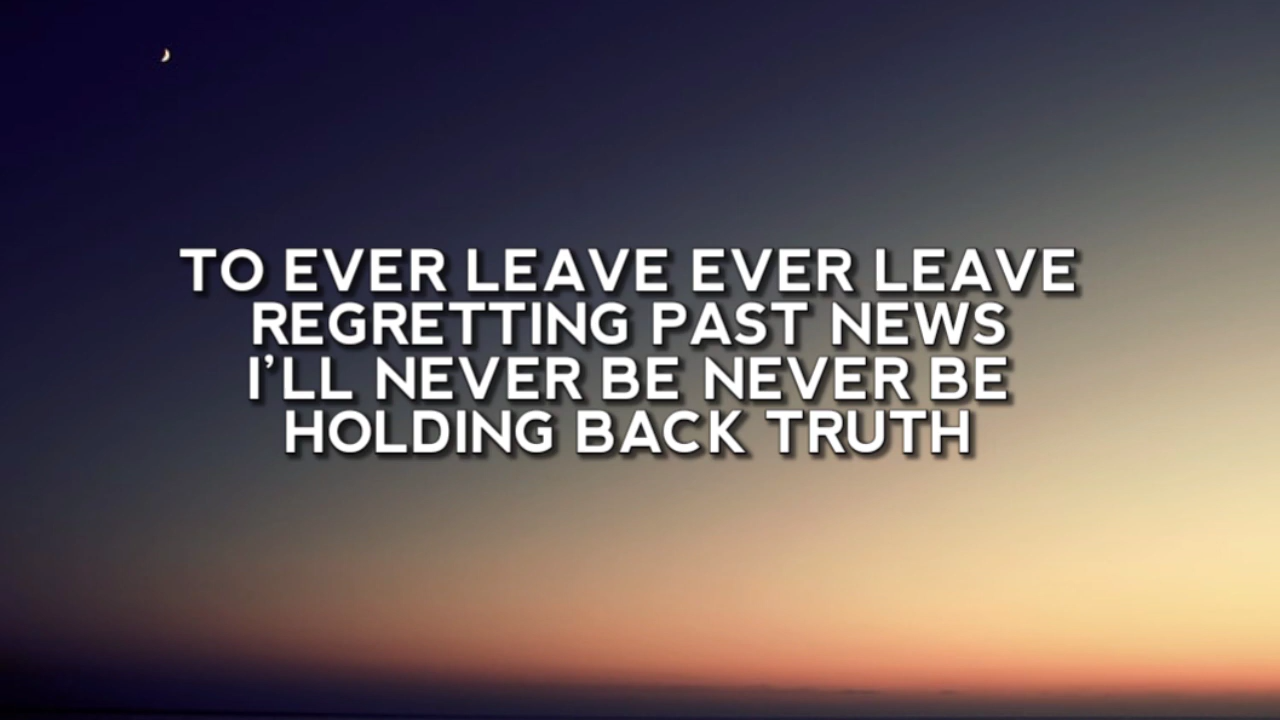 TO EVER LEAVE EVER LEAVE
REGRETTING PAST NEWS
I'LL NEVER BE NEVER BE
HOLDING BACK TRUTH